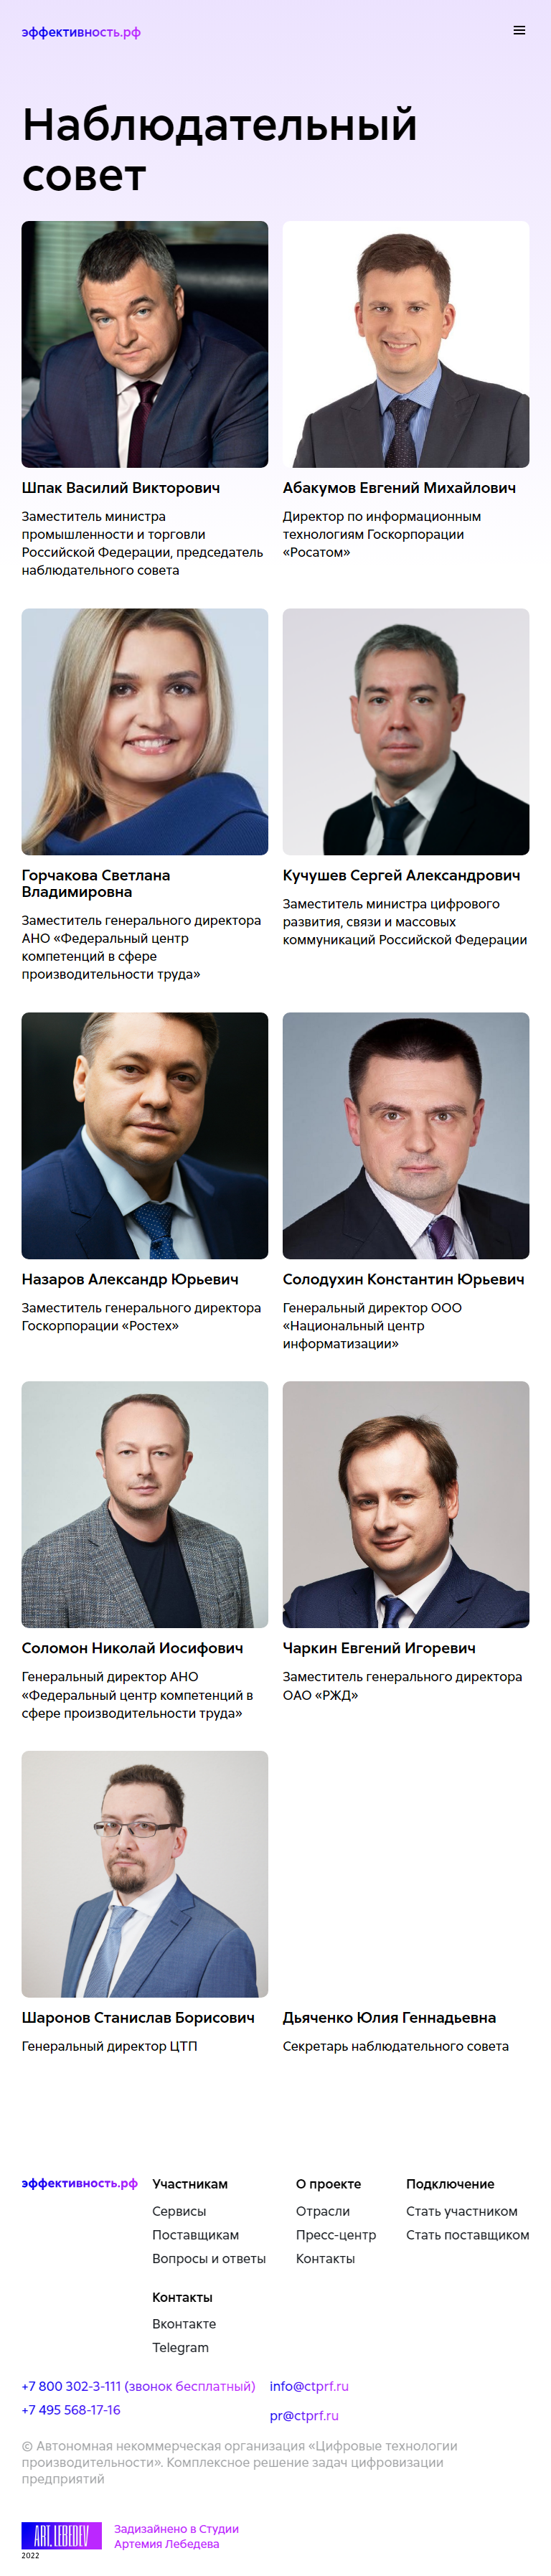 эффективность.рф
Наблюдательный
совет
Шпак Василий Викторович
Заместитель министра
промышленности и торговли
Российской Федерации, председатель
наблюдательного совета
Абакумов Евгений Михайлович
Директор по информационным
технологиям Госкорпорации
«Росатом»
Горчакова Светлана
Владимировна
Заместитель генерального директора
АНО «Федеральный центр
компетенций в сфере
производительности труда»
Кучушев Сергей Александрович
Заместитель министра цифрового
развития, связи и массовых
коммуникаций Российской Федерации
Назаров Александр Юрьевич
Заместитель генерального директора
Госкорпорации «Ростех»
Солодухин Константин Юрьевич
Генеральный директор ООО
«Национальный центр
информатизации»
Соломон Николай Иосифович
Генеральный директор АНО
«Федеральный центр компетенций в
сфере производительности труда»
Чаркин Евгений Игоревич
Заместитель генерального директора
ОАО «РЖД»
Шаронов Станислав Борисович
Генеральный директор ЦТП
Дьяченко Юлия Геннадьевна
Секретарь наблюдательного совета
эффективность.рф
Участникам
Сервисы
Поставщикам
Вопросы и ответы
О проекте
Отрасли
Пресс-центр
Контакты
Подключение
Стать участником
Стать поставщиком
Контакты
Вконтакте
Telegram
+7 800 302-3-111 (звонок бесплатный)
+7 495 568-17-16
info@ctprf.ru
pr@ctprf.ru
© Автономная некоммерческая организация «Цифровые технологии
производительности». Комплексное решение задач цифровизации
предприятий
ART. LEBEDEV
2022
Задизайнено в Студии
Артемия Лебедева